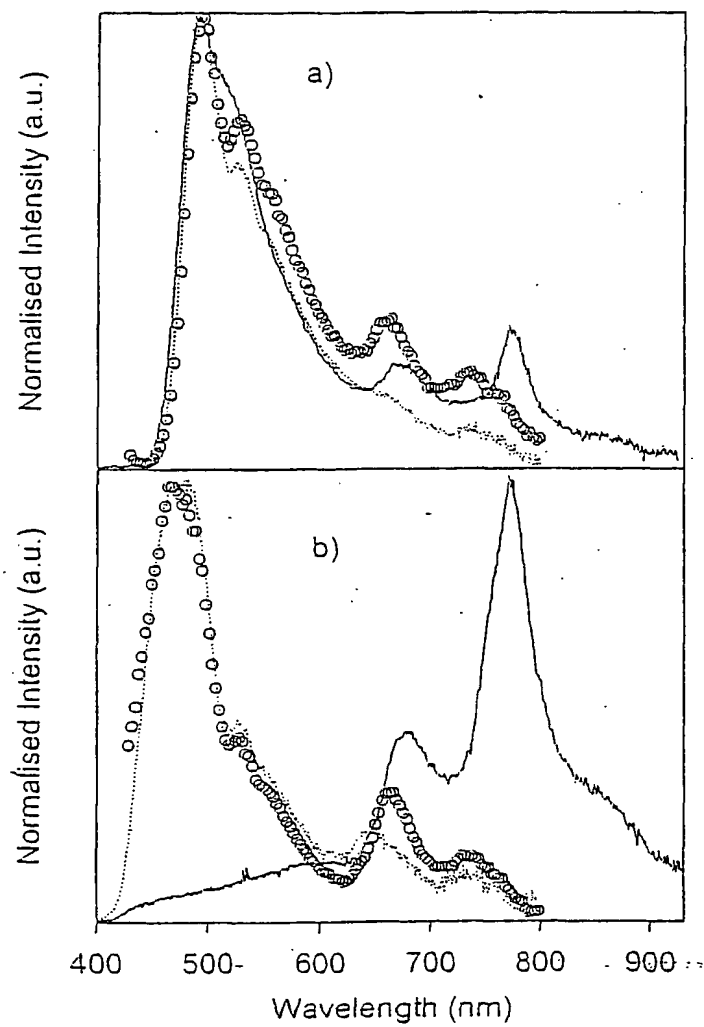 a)
Normalised Intensity (a.u.)
b)
Normalised Intensity (a.u.)
400 500 600 700 800 900
Wavelength (nm)